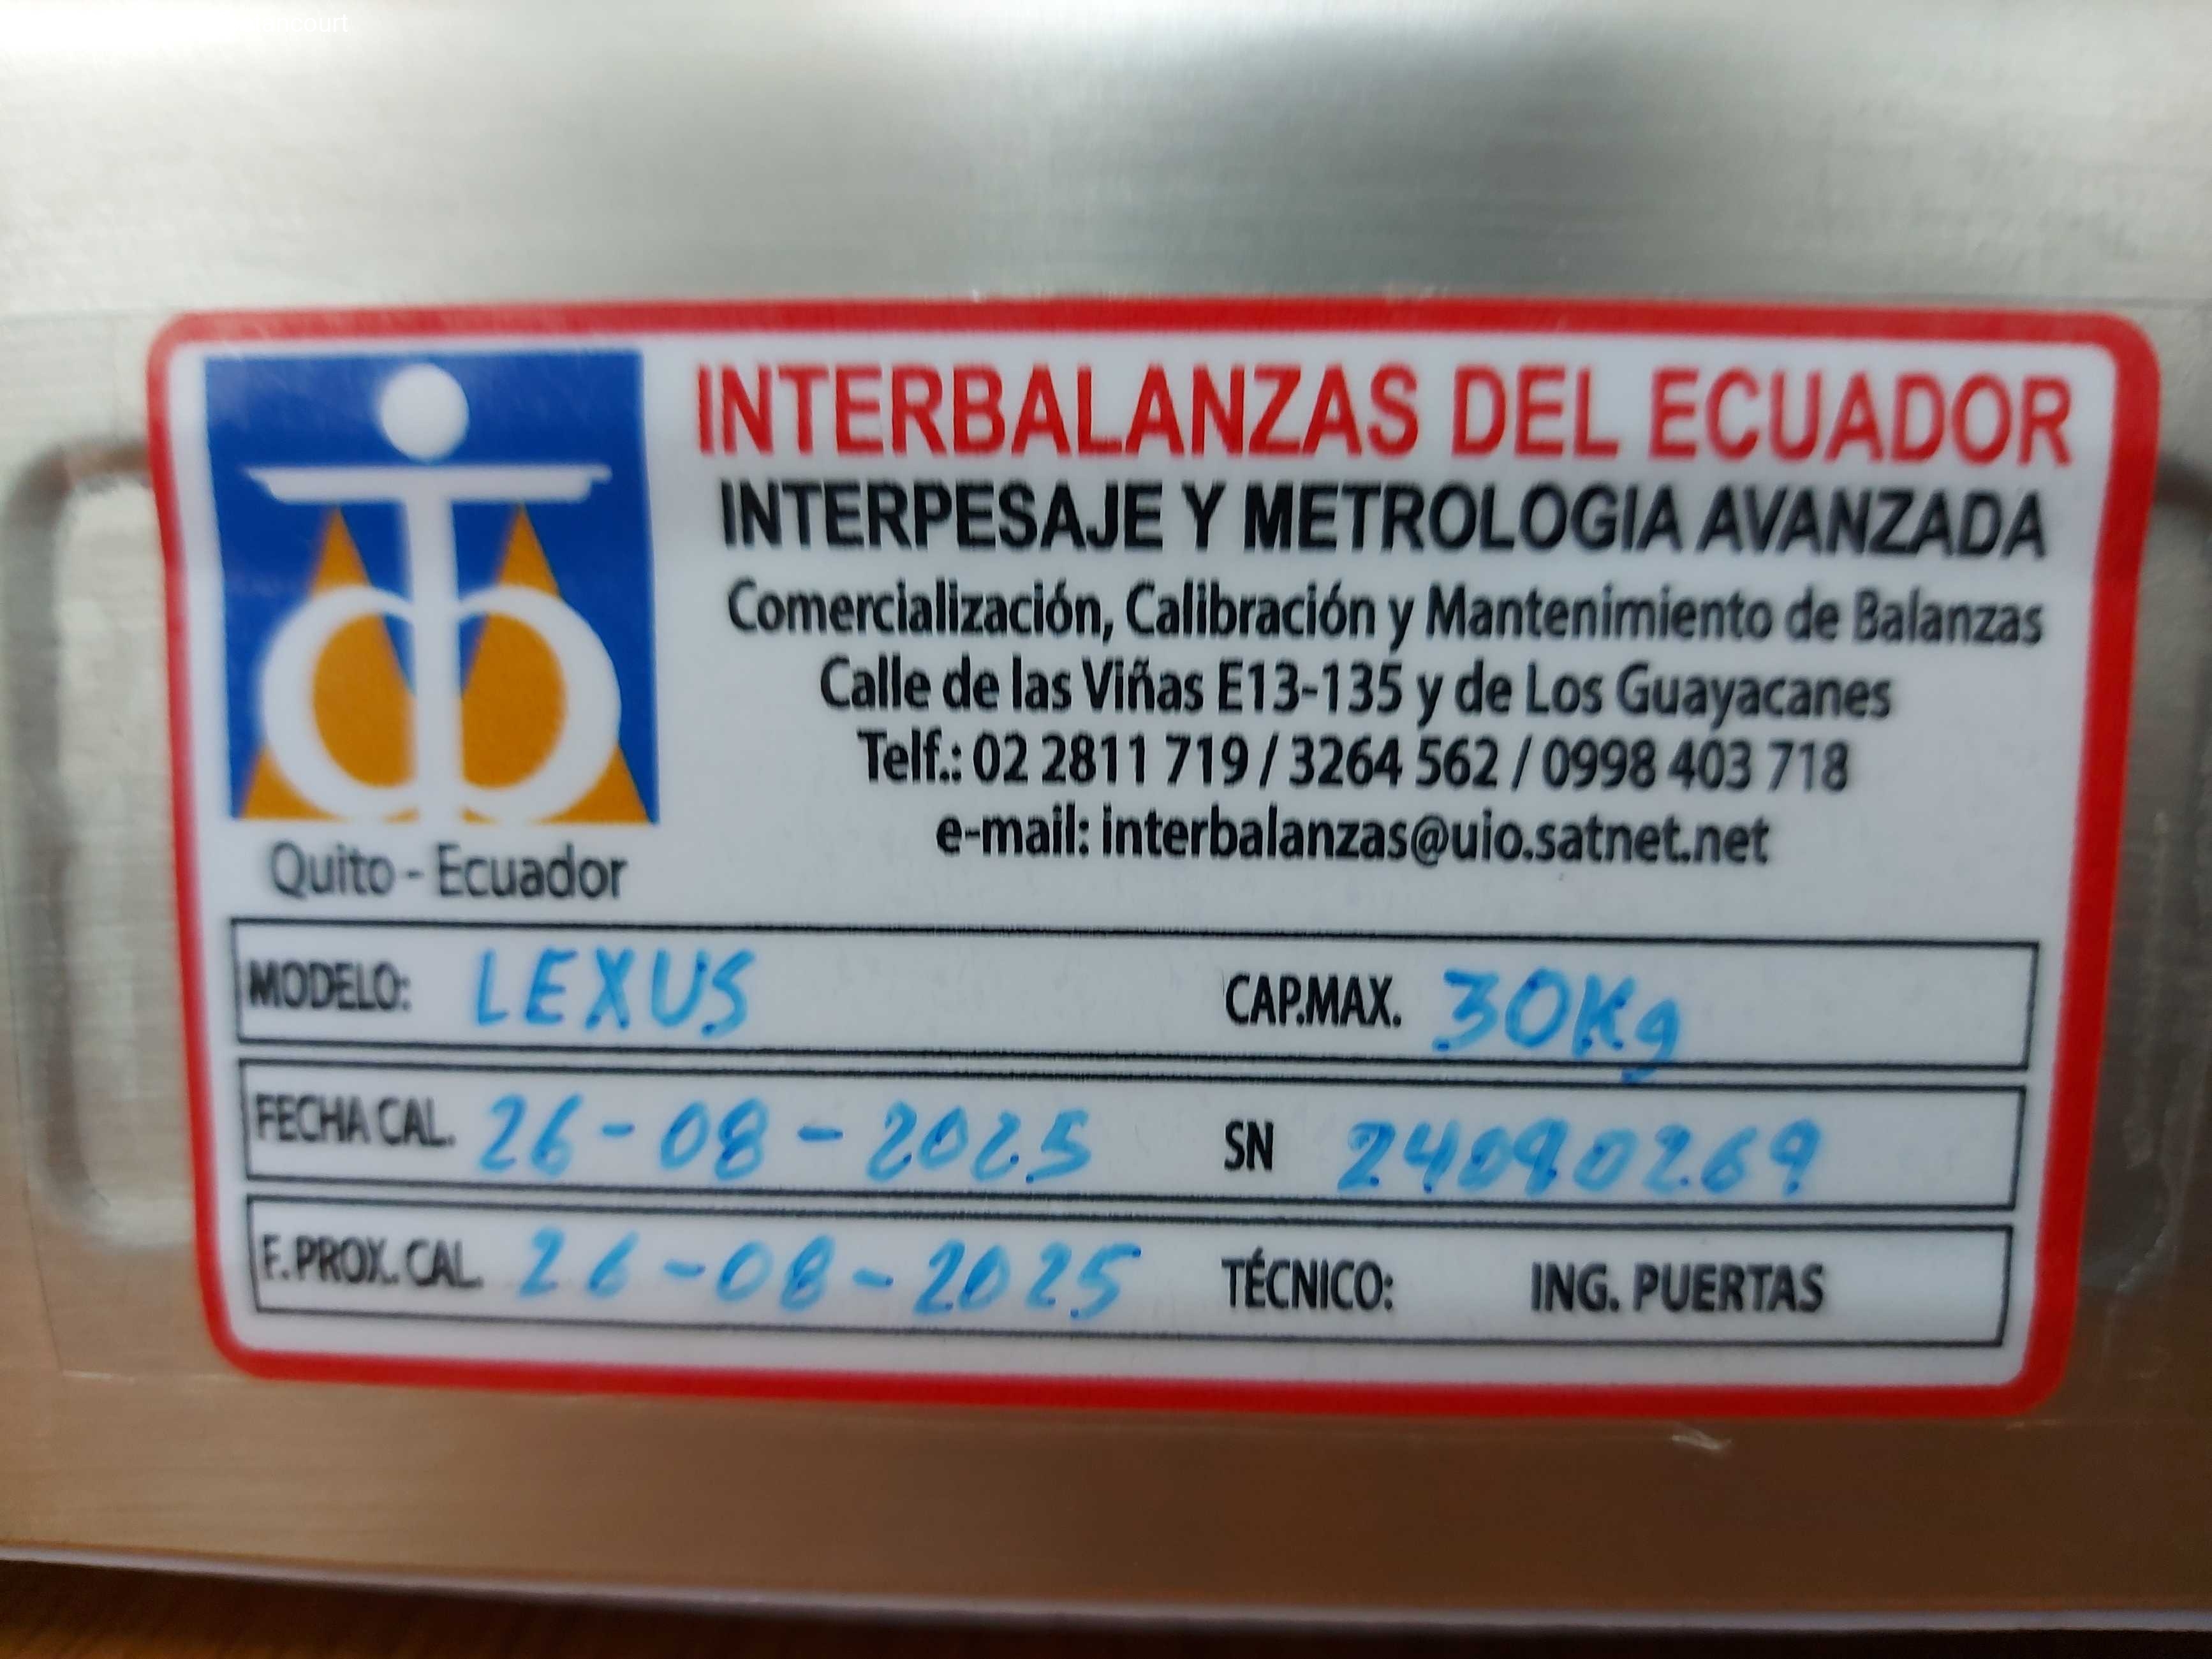 INTERBALANZAS DEL ECUADOR
INTERPESAJE Y METROLOGIA AVANZADA
Comercialización, Calibración y Mantenimiento de Balanzas
Calle de las Viñas E13-135 y de Los Guayacanes
Telf.: 02 2811 719 / 3264 562 / 0998 403 718
e-mail: interbalanzas@uio.satnet.net
Quito - Ecuador
MODELO: LEXUS CAP.MAX. 30Kg
FECHA CAL. 26-08-2025 SN 24090269
F. PROX. CAL. 26-08-2025 TÉCNICO: ING. PUERTAS